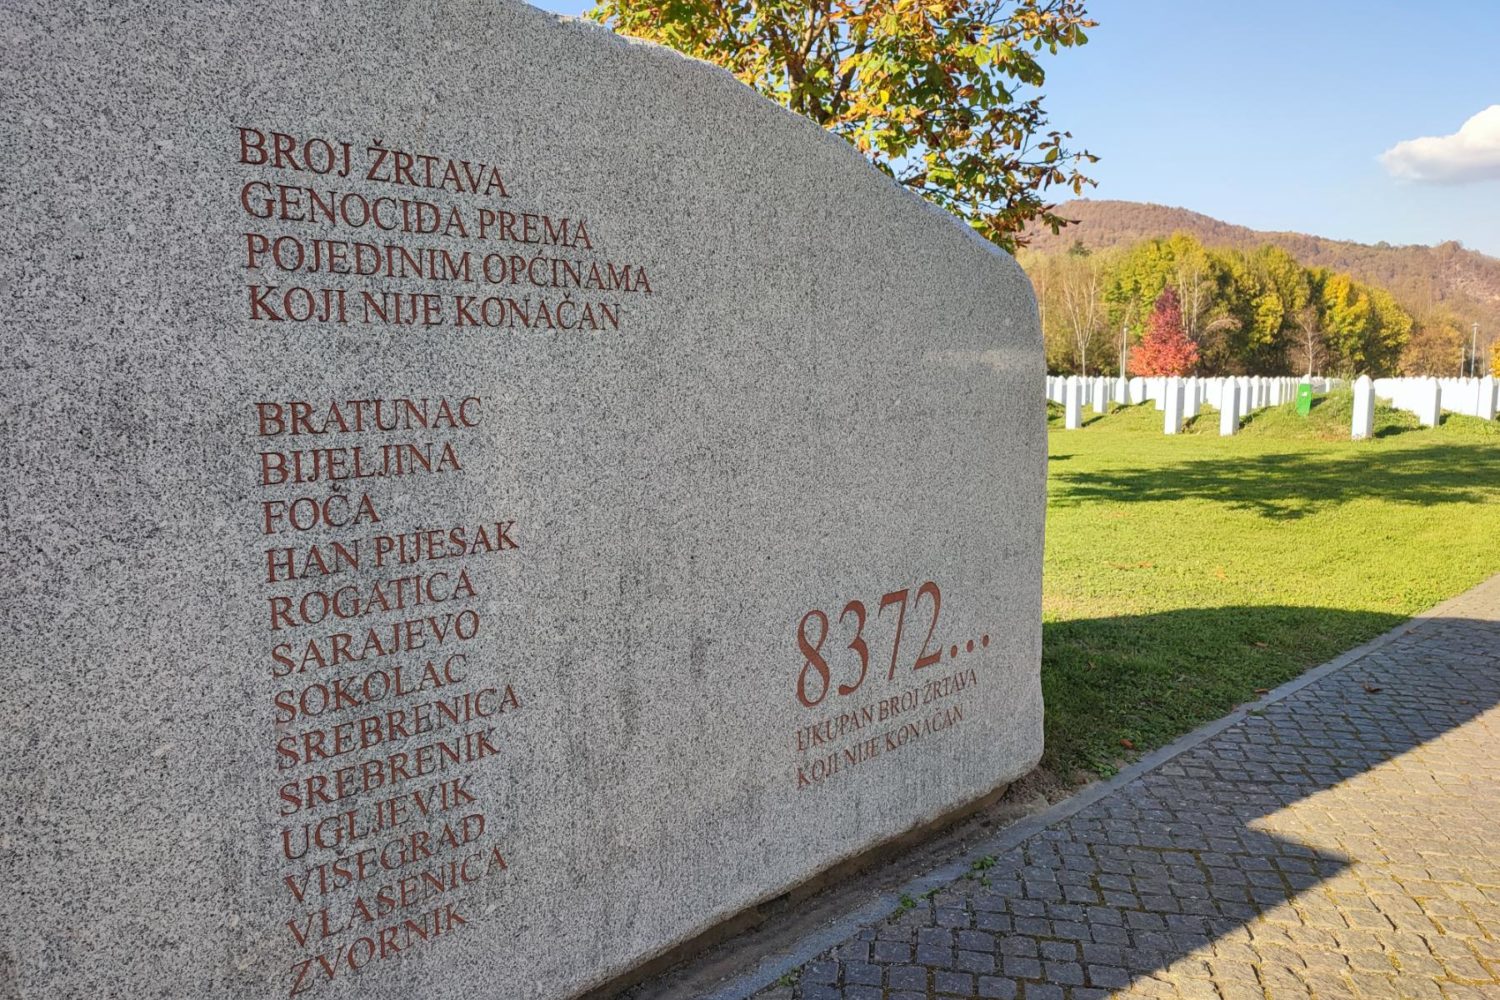 BROJ ŽRTAVA
GENOCIDA PREMA
POJEDINIM OPĆINAMA
KOJI NIJE KONAČAN
BRATUNAC
BIJELJINA
FOČA
HAN PIJESAK
ROGATICA
SARAJEVO
SOKOLAC
SREBRENICA
SREBRENIK
UGLJEVIK
VIŠEGRAD
VLASENICA
ZVORNIK
8372...
UKUPAN BROJ ŽRTAVA
KOJI NIJE KONAČAN